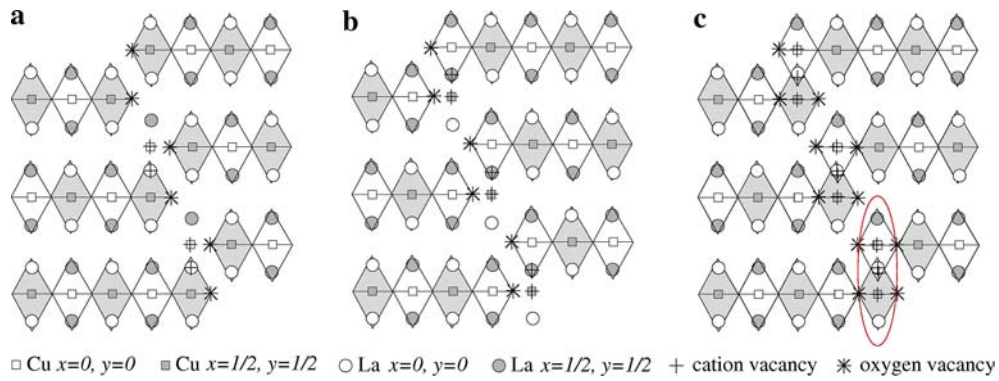 a b c
Cu x=0, y=0 Cu x=1/2, y=1/2 La x=0, y=0 La x=1/2, y=1/2 cation vacancy oxygen vacancy